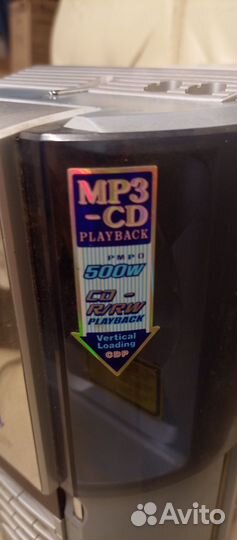 MP3
-CD
PLAYBACK
PMPO
500W
CD -
R/RW
PLAYBACK
Vertical
Loading
CDP
Avito